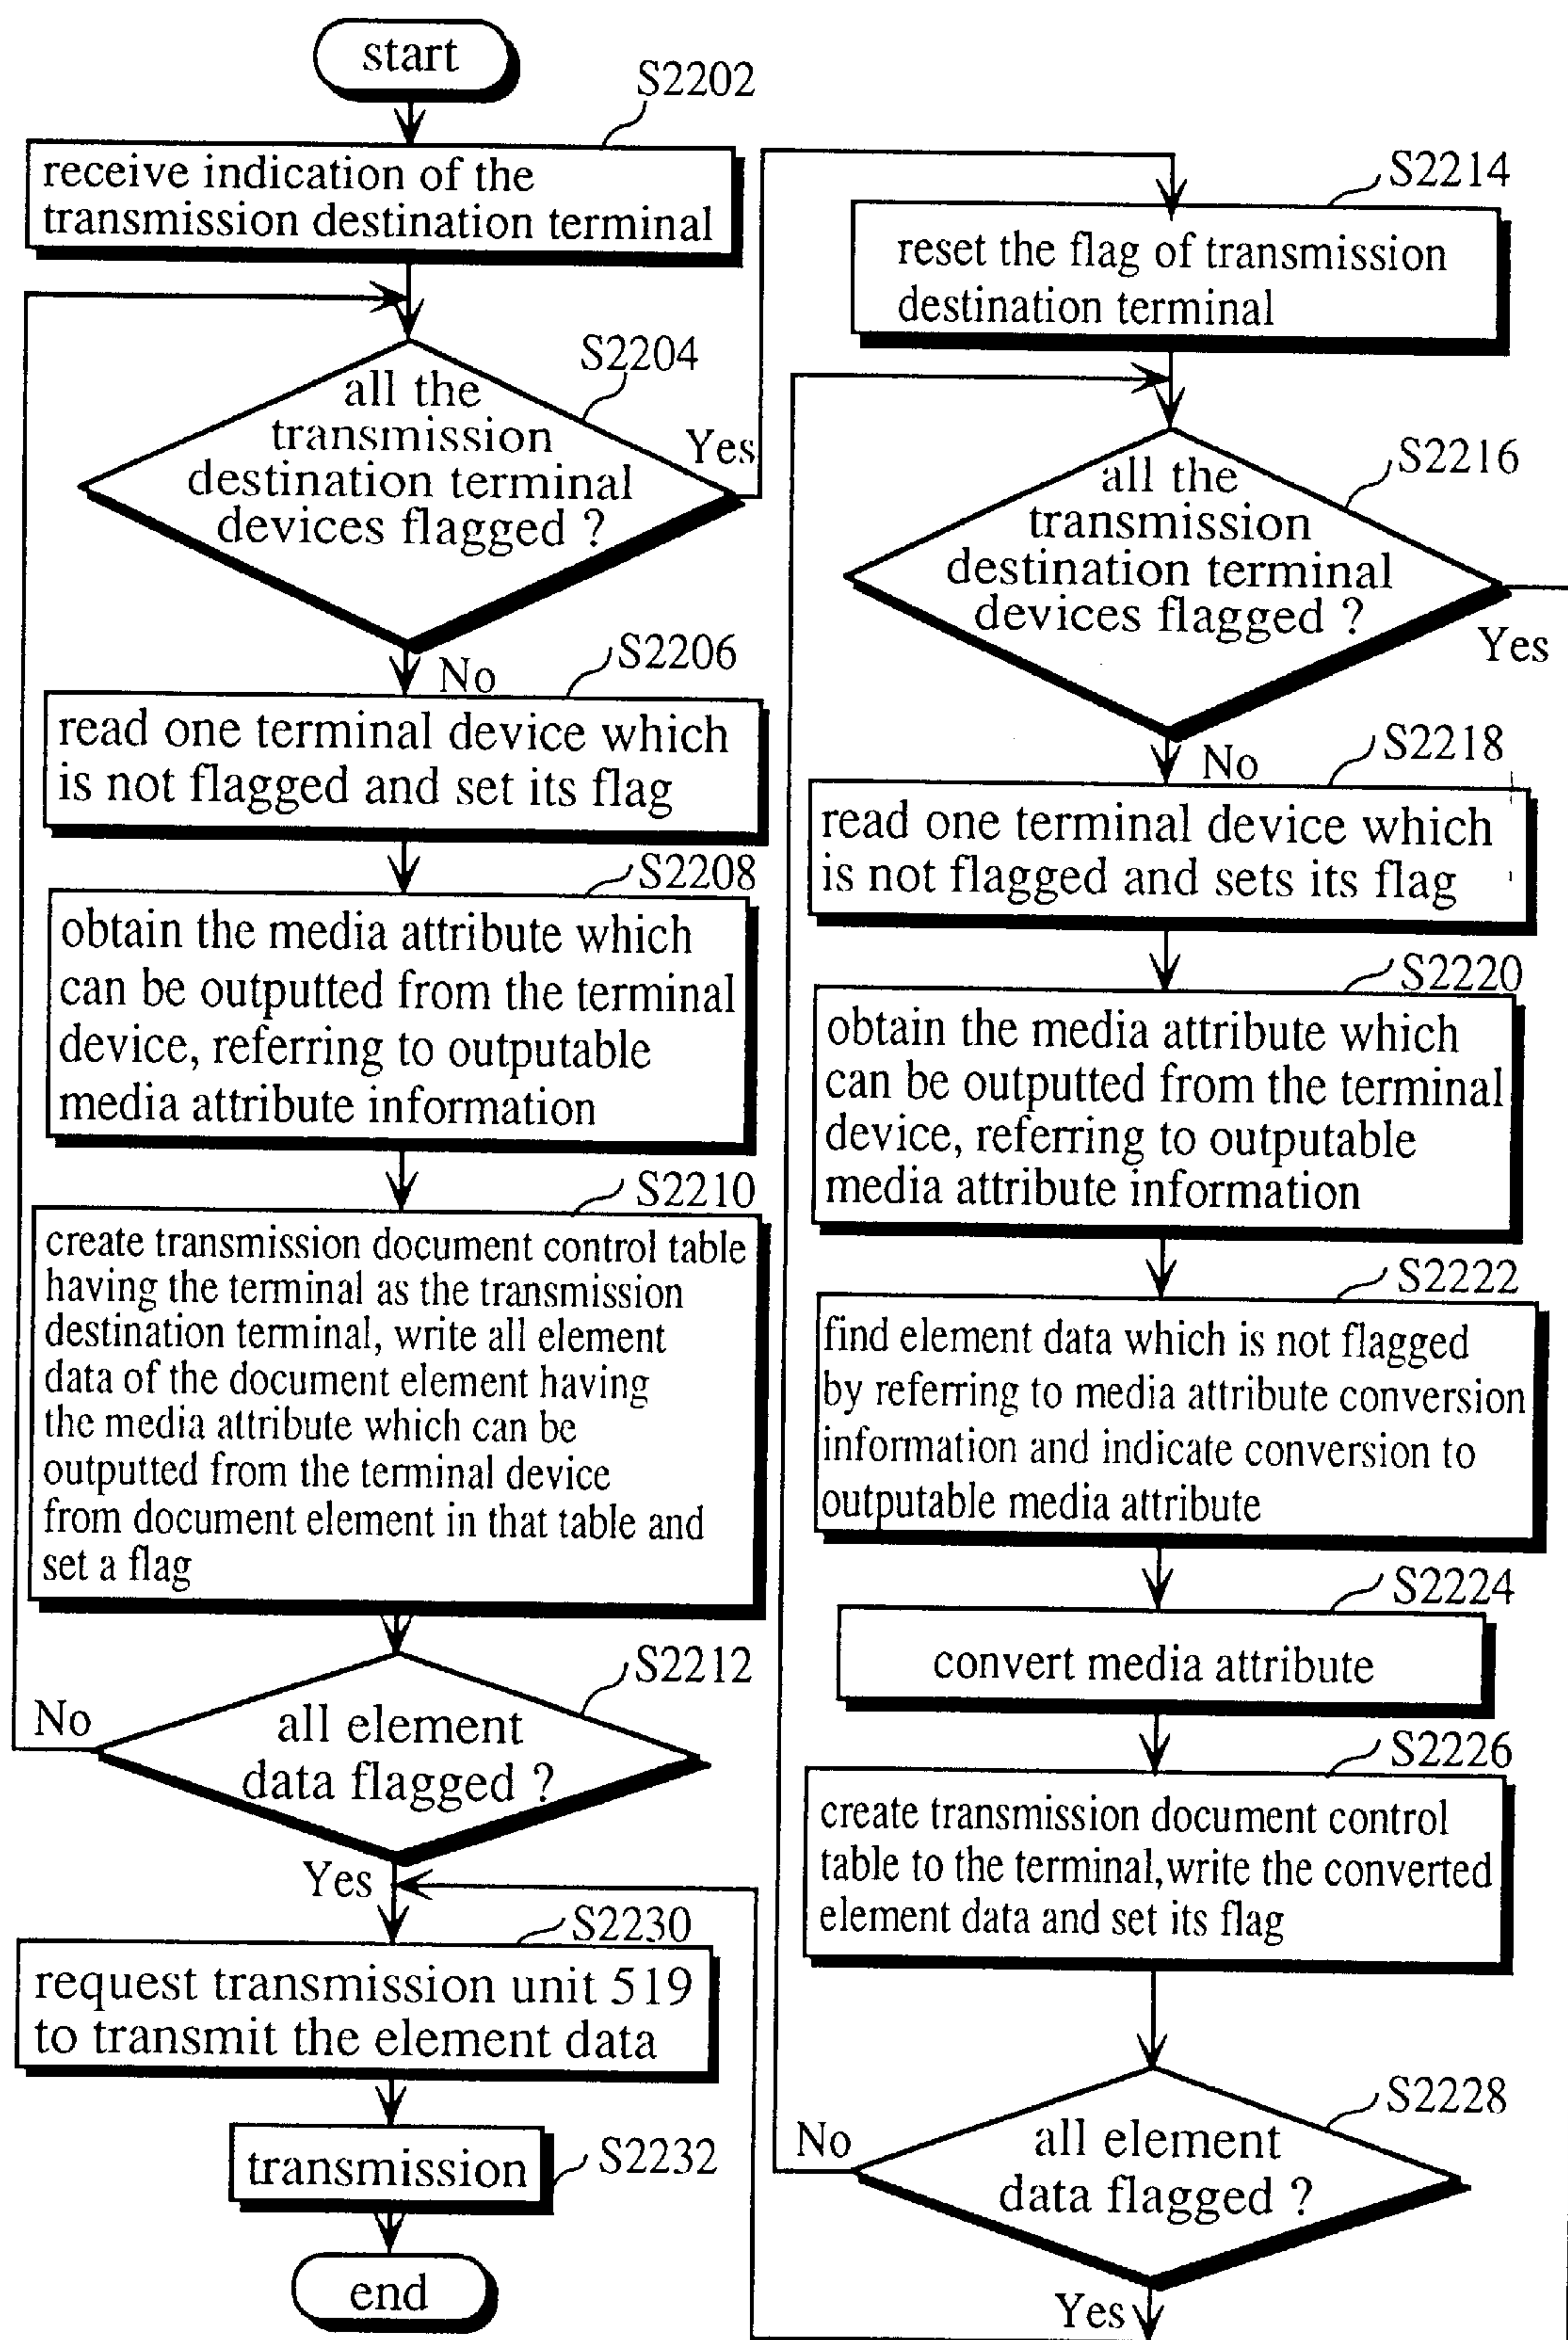 start
S2202
receive indication of the
transmission destination terminal
S2204
all the
transmission
destination terminal
devices flagged ?
Yes
No
S2206
read one terminal device which
is not flagged and set its flag
S2208
obtain the media attribute which
can be outputted from the terminal
device, referring to outputable
media attribute information
S2210
create transmission document control table
having the terminal as the transmission
destination terminal, write all element
data of the document element having
the media attribute which can be
outputted from the terminal device
from document element in that table and
set a flag
S2212
No
all element
data flagged ?
Yes
S2230
request transmission unit 519
to transmit the element data
transmission
S2232
end
S2214
reset the flag of transmission
destination terminal
S2216
all the
transmission
destination terminal
devices flagged ?
Yes
No
S2218
read one terminal device which
is not flagged and sets its flag
S2220
obtain the media attribute which
can be outputted from the terminal
device, referring to outputable
media attribute information
S2222
find element data which is not flagged
by referring to media attribute conversion
information and indicate conversion to
outputable media attribute
S2224
convert media attribute
S2226
create transmission document control
table to the terminal,write the converted
element data and set its flag
S2228
No
all element
data flagged ?
Yes